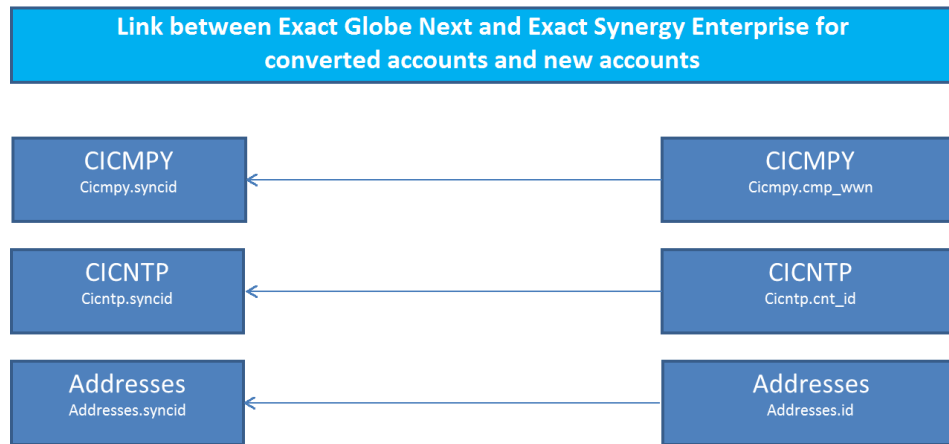 Link between Exact Globe Next and Exact Synergy Enterprise for
converted accounts and new accounts
CICMPY
Cicmpy.syncid
CICMPY
Cicmpy.cmp_wwn
CICNTP
Cicntp.syncid
CICNTP
Cicntp.cnt_id
Addresses
Addresses.syncid
Addresses
Addresses.id